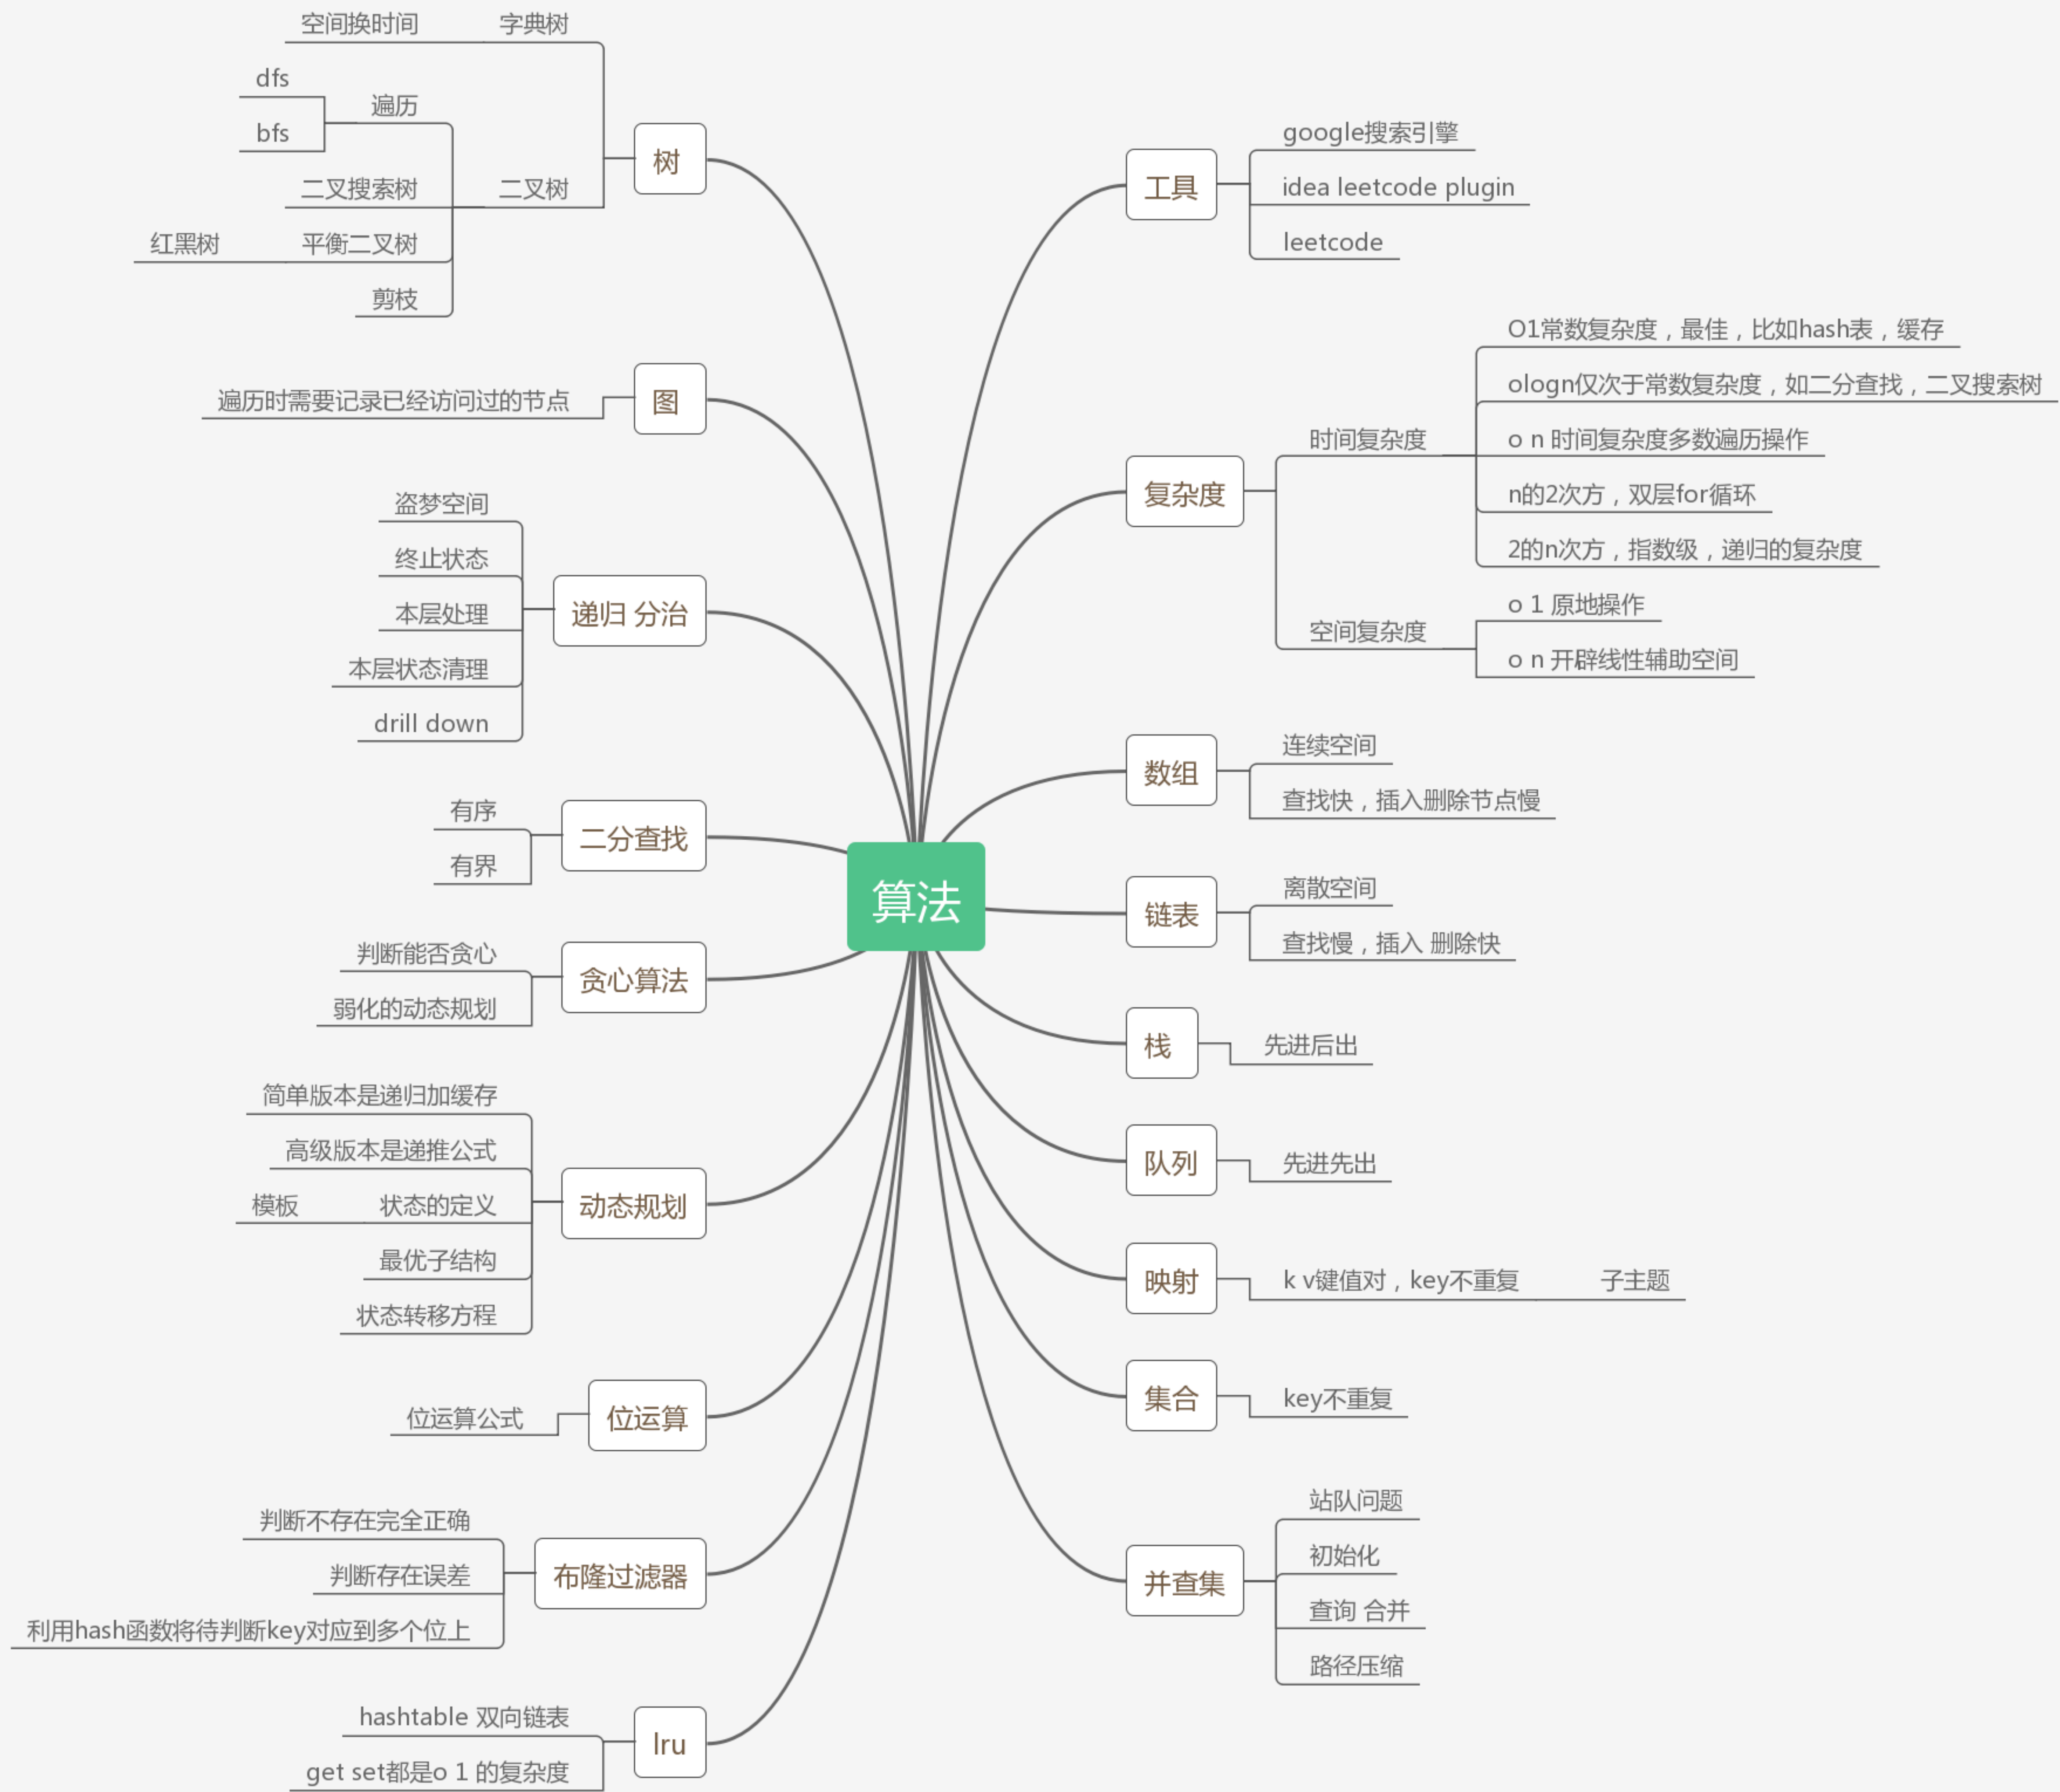 算法
工具
google搜索引擎
idea leetcode plugin
leetcode
复杂度
时间复杂度
O1常数复杂度，最佳，比如hash表，缓存
ologn仅次于常数复杂度，如二分查找，二叉搜索树
o n 时间复杂度多数遍历操作
n的2次方，双层for循环
2的n次方，指数级，递归的复杂度
空间复杂度
o 1 原地操作
o n 开辟线性辅助空间
数组
连续空间
查找快，插入删除节点慢
链表
离散空间
查找慢，插入 删除快
栈
先进后出
队列
先进先出
映射
k v键值对，key不重复
子主题
集合
key不重复
并查集
站队问题
初始化
查询 合并
路径压缩
树
字典树
空间换时间
二叉树
遍历
dfs
bfs
二叉搜索树
平衡二叉树
红黑树
剪枝
图
遍历时需要记录已经访问过的节点
递归 分治
盗梦空间
终止状态
本层处理
本层状态清理
drill down
二分查找
有序
有界
贪心算法
判断能否贪心
弱化的动态规划
动态规划
简单版本是递归加缓存
高级版本是递推公式
状态的定义
模板
最优子结构
状态转移方程
位运算
位运算公式
布隆过滤器
判断不存在完全正确
判断存在误差
利用hash函数将待判断key对应到多个位上
lru
hashtable 双向链表
get set都是o 1 的复杂度